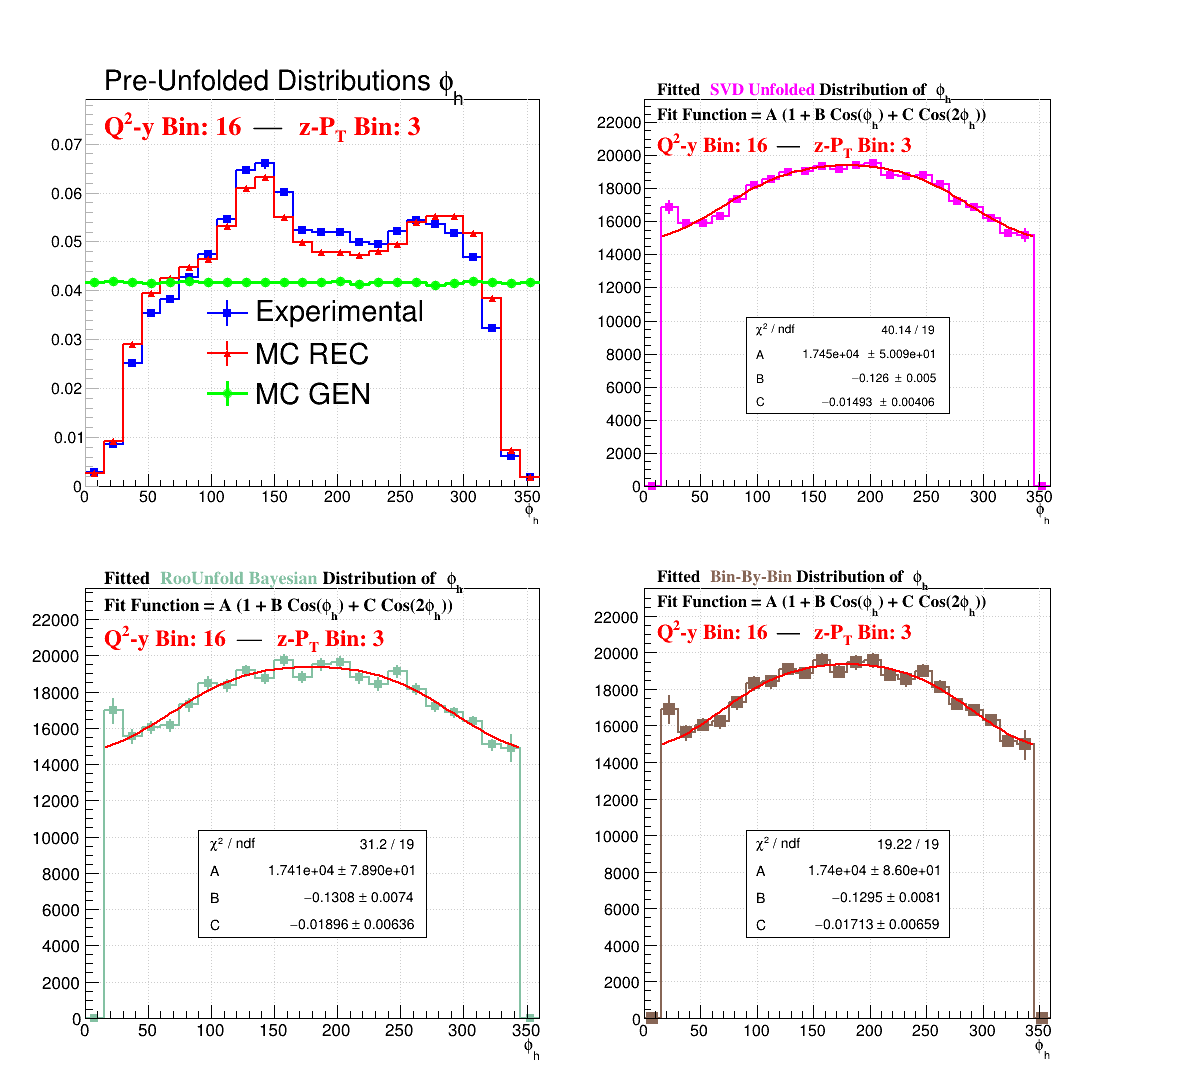 Pre-Unfolded Distributions ϕh
Q2-y Bin: 16 — z-PT Bin: 3
0.07
0.06
0.05
0.04
0.03
0.02
0.01
0
Experimental
MC REC
MC GEN
0 50 100 150 200 250 300 350
ϕh
Fitted SVD Unfolded Distribution of ϕh
Fit Function = A (1 + B Cos(ϕh) + C Cos(2ϕh))
Q2-y Bin: 16 — z-PT Bin: 3
22000
20000
18000
16000
14000
12000
10000
8000
6000
4000
2000
0
χ2 / ndf 40.14 / 19
A 1.745e+04 ± 5.009e+01
B −0.126 ± 0.005
C −0.01493 ± 0.00406
0 50 100 150 200 250 300 350
ϕh
Fitted RooUnfold Bayesian Distribution of ϕh
Fit Function = A (1 + B Cos(ϕh) + C Cos(2ϕh))
Q2-y Bin: 16 — z-PT Bin: 3
22000
20000
18000
16000
14000
12000
10000
8000
6000
4000
2000
0
χ2 / ndf 31.2 / 19
A 1.741e+04 ± 7.890e+01
B −0.1308 ± 0.0074
C −0.01896 ± 0.00636
0 50 100 150 200 250 300 350
ϕh
Fitted Bin-By-Bin Distribution of ϕh
Fit Function = A (1 + B Cos(ϕh) + C Cos(2ϕh))
Q2-y Bin: 16 — z-PT Bin: 3
22000
20000
18000
16000
14000
12000
10000
8000
6000
4000
2000
0
χ2 / ndf 19.22 / 19
A 1.74e+04 ± 8.60e+01
B −0.1295 ± 0.0081
C −0.01713 ± 0.00659
0 50 100 150 200 250 300 350
ϕh